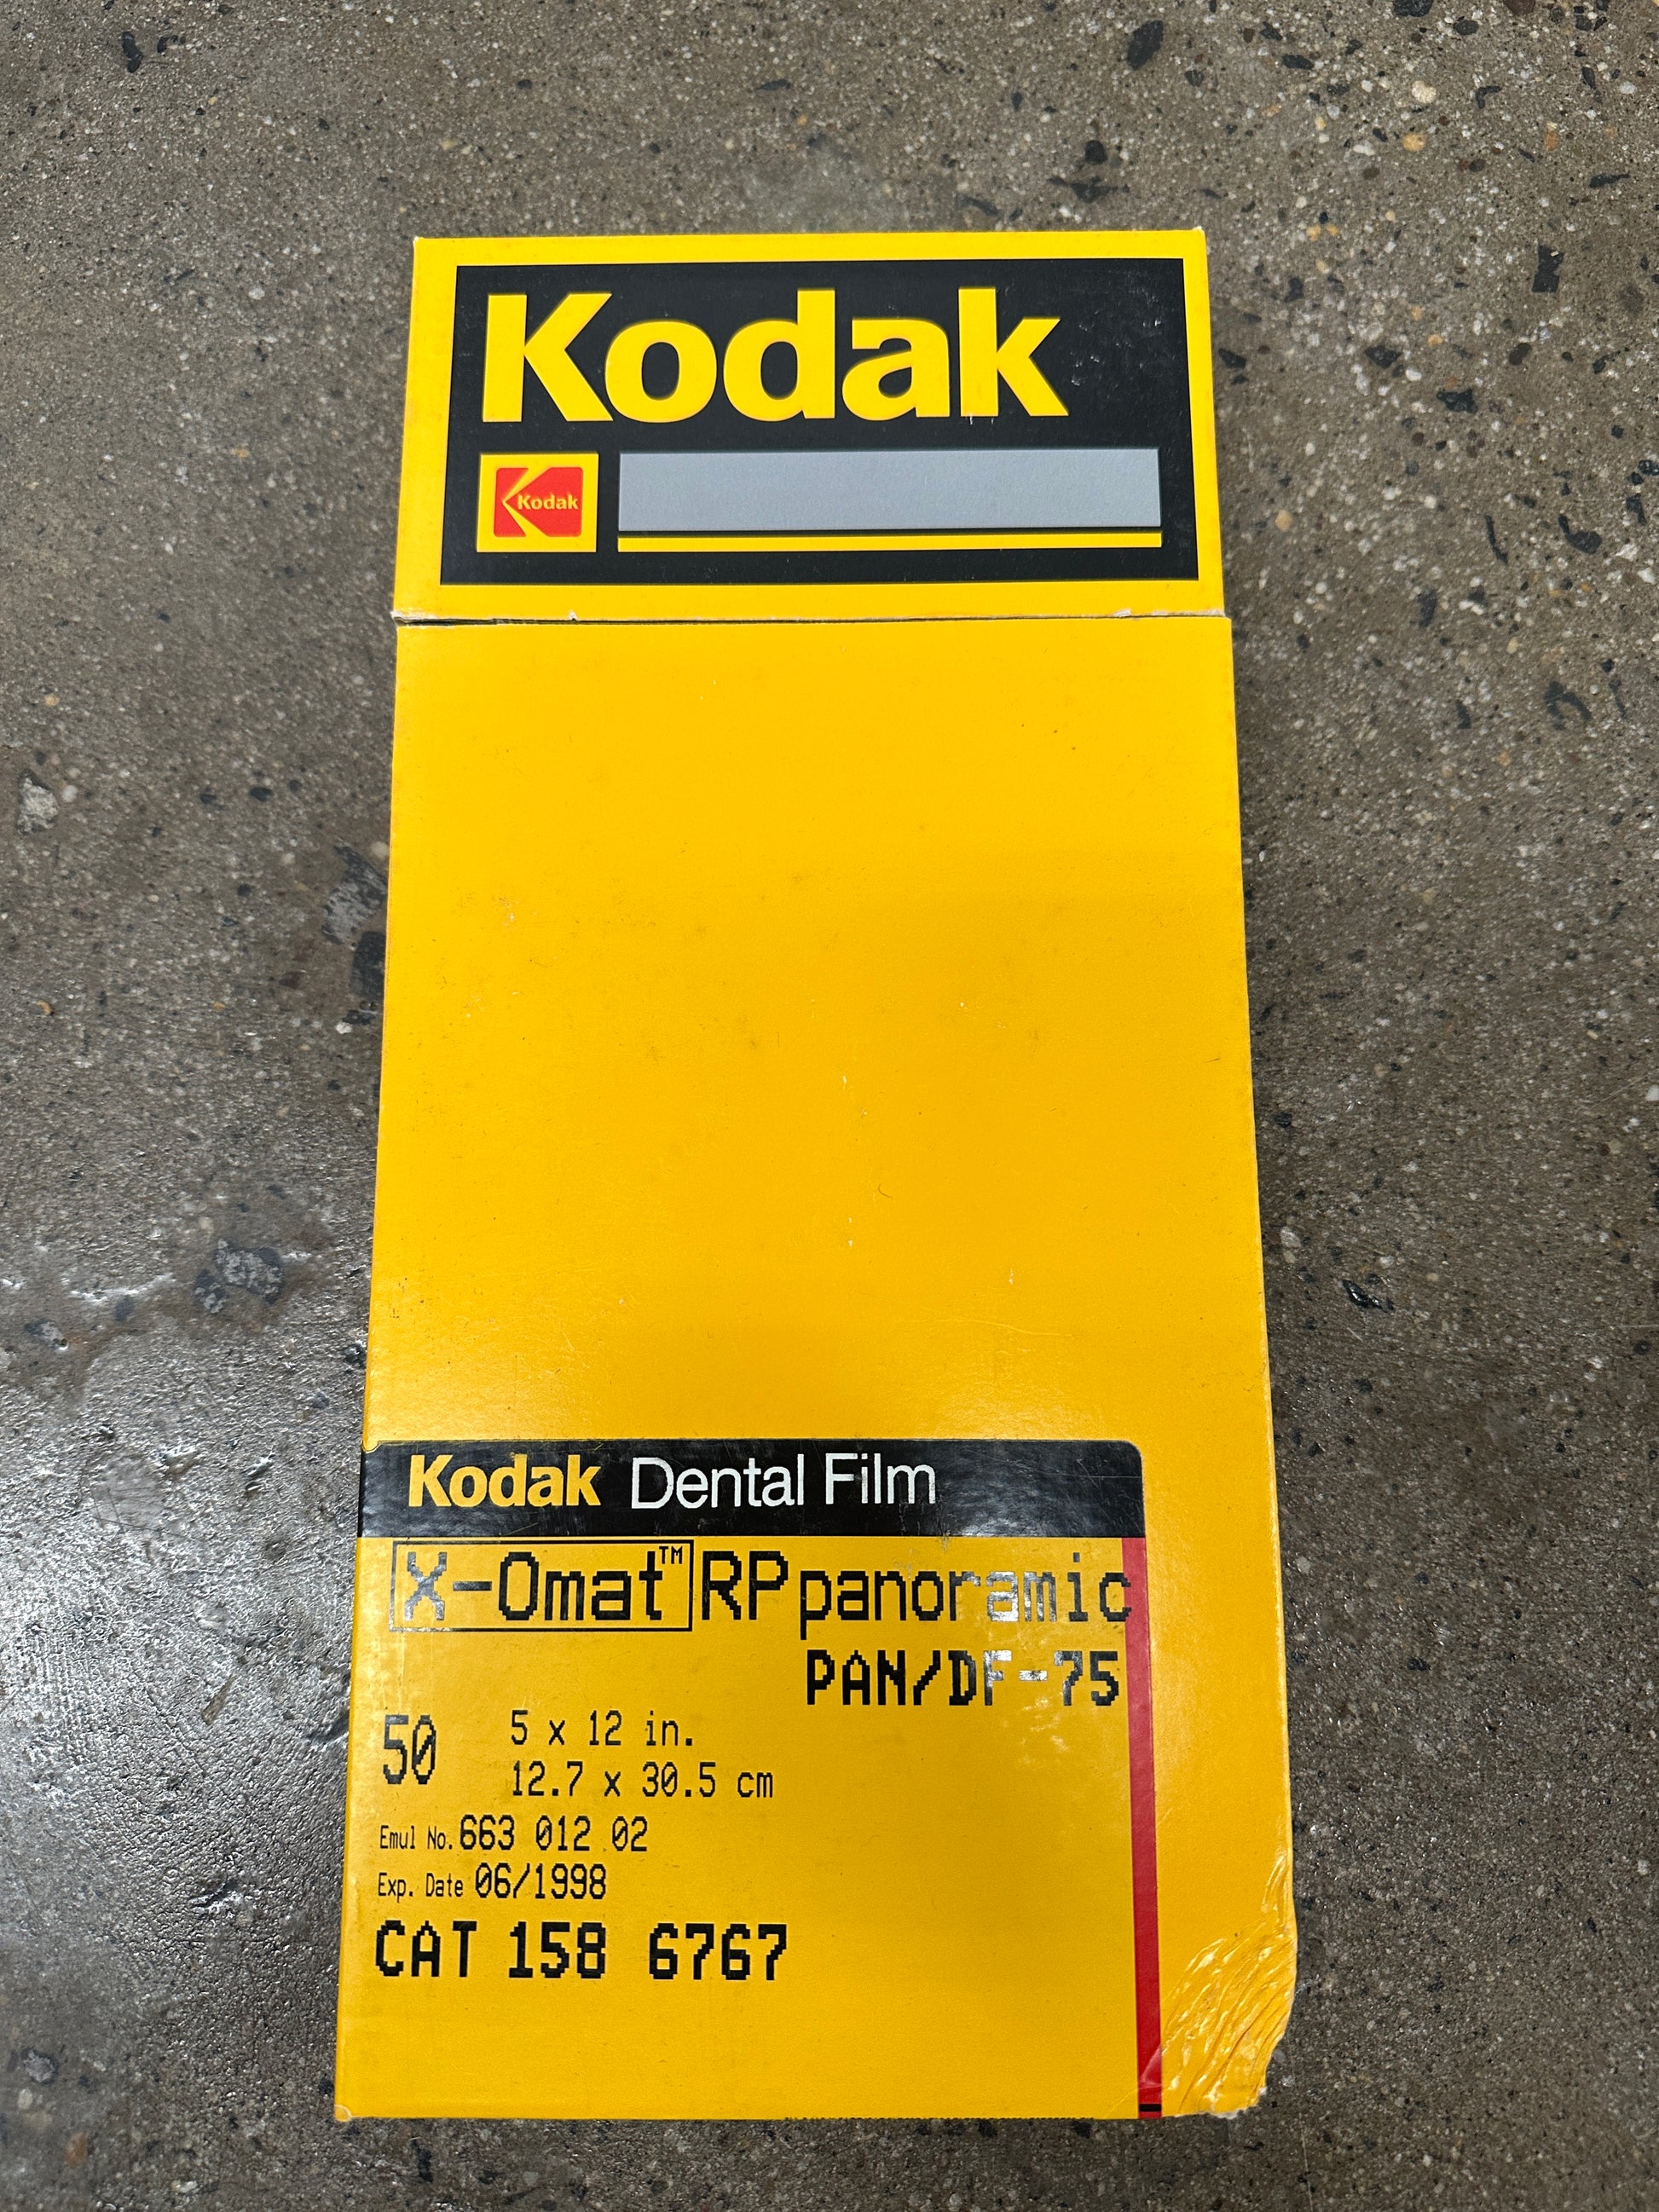 Kodak
Kodak
Kodak Dental Film
X-Omat™ RP panoramic
PAN/DF-75
50
5 x 12 in.
12.7 x 30.5 cm
Emul No. 663 012 02
Exp. Date 06/1998
CAT 158 6767